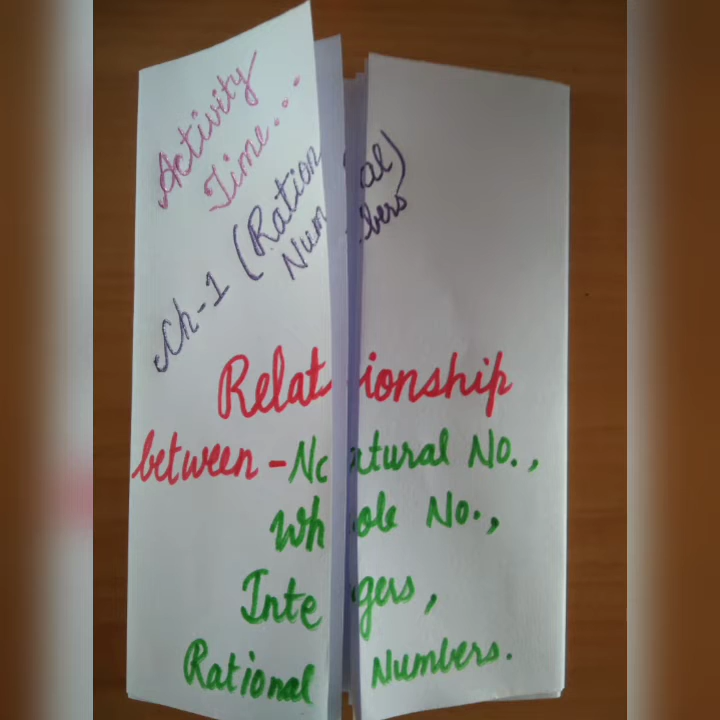 Activity
Time...
Ch-1 (Rational)
Numbers
Relationship
between - Natural No.,
Whole No.,
Integers,
Rational Numbers.